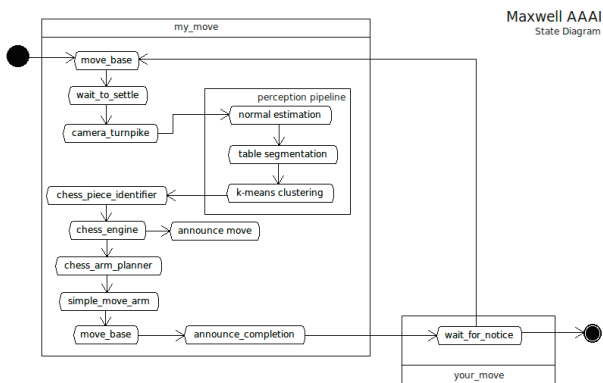 Maxwell AAAI
State Diagram
my_move
move_base
wait_to_settle
camera_turnpike
perception pipeline
normal estimation
table segmentation
k-means clustering
chess_piece_identifier
chess_engine
announce move
chess_arm_planner
simple_move_arm
move_base
announce_completion
wait_for_notice
your_move